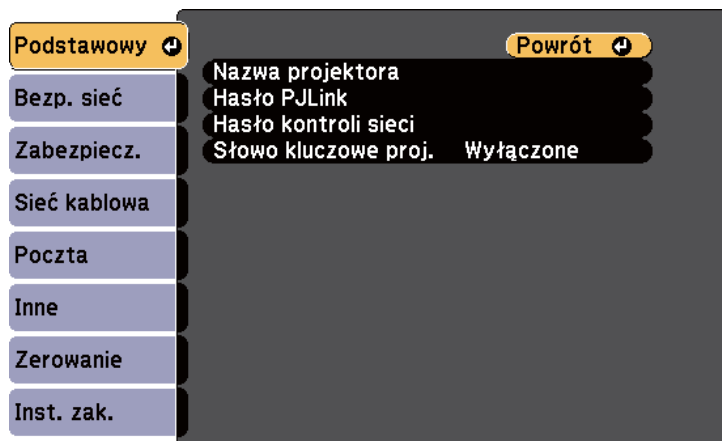 Podstawowy
Bezp. sieć
Zabezpiecz.
Sieć kablowa
Poczta
Inne
Zerowanie
Inst. zak.
Powrót
Nazwa projektora
Hasło PJLink
Hasło kontroli sieci
Słowo kluczowe proj. Wyłączone